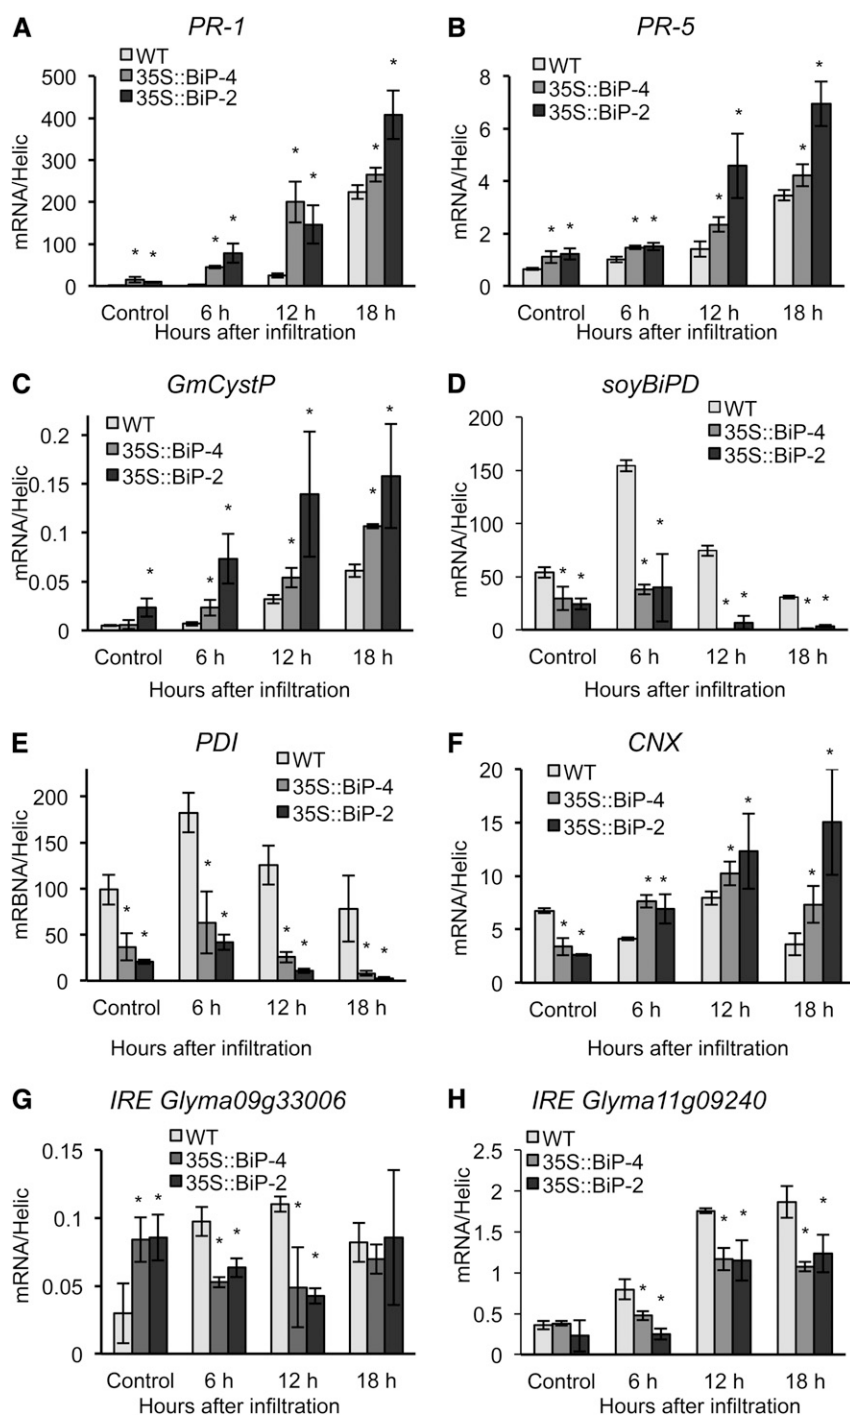 A PR-1
WT
35S::BiP-4
35S::BiP-2
mRNA/Helic
500
400
300
200
100
0
* * * * * * * *
Control 6 h 12 h 18 h
Hours after infiltration
B PR-5
WT
35S::BiP-4
35S::BiP-2
mRNA/Helic
8
6
4
2
0
* * * * * * * *
Control 6 h 12 h 18 h
Hours after infiltration
C GmCystP
WT
35S::BiP-4
35S::BiP-2
mRNA/Helic
0.2
0.15
0.1
0.05
0
* * * * * * *
Control 6 h 12 h 18 h
Hours after infiltration
D soyBiPD
WT
35S::BiP-4
35S::BiP-2
mRNA/Helic
200
150
100
50
0
* * * * * * * *
Control 6 h 12 h 18 h
Hours after infiltration
E PDI
WT
35S::BiP-4
35S::BiP-2
mRBNA/Helic
200
150
100
50
0
* * * * * * * *
Control 6 h 12 h 18 h
Hours after infiltration
F CNX
WT
35S::BiP-4
35S::BiP-2
mRNA/Helic
20
15
10
5
0
* * * * * * * *
Control 6 h 12 h 18 h
Hours after infiltration
G IRE Glyma09g33006
WT
35S::BiP-4
35S::BiP-2
mRNA/Helic
0.15
0.1
0.05
0
* * * * * *
Control 6 h 12 h 18 h
Hours after infiltration
H IRE Glyma11g09240
WT
35S::BiP-4
35S::BiP-2
mRNA/Helic
2.5
2
1.5
1
0.5
0
* * * * * *
Control 6 h 12 h 18 h
Hours after infiltration